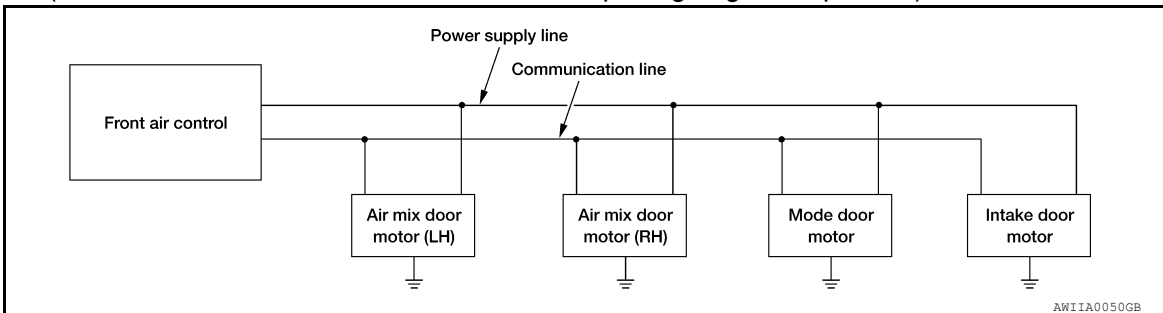 Power supply line
Communication line
Front air control
Air mix door
motor (LH)
Air mix door
motor (RH)
Mode door
motor
Intake door
motor
AWIIA0050GB